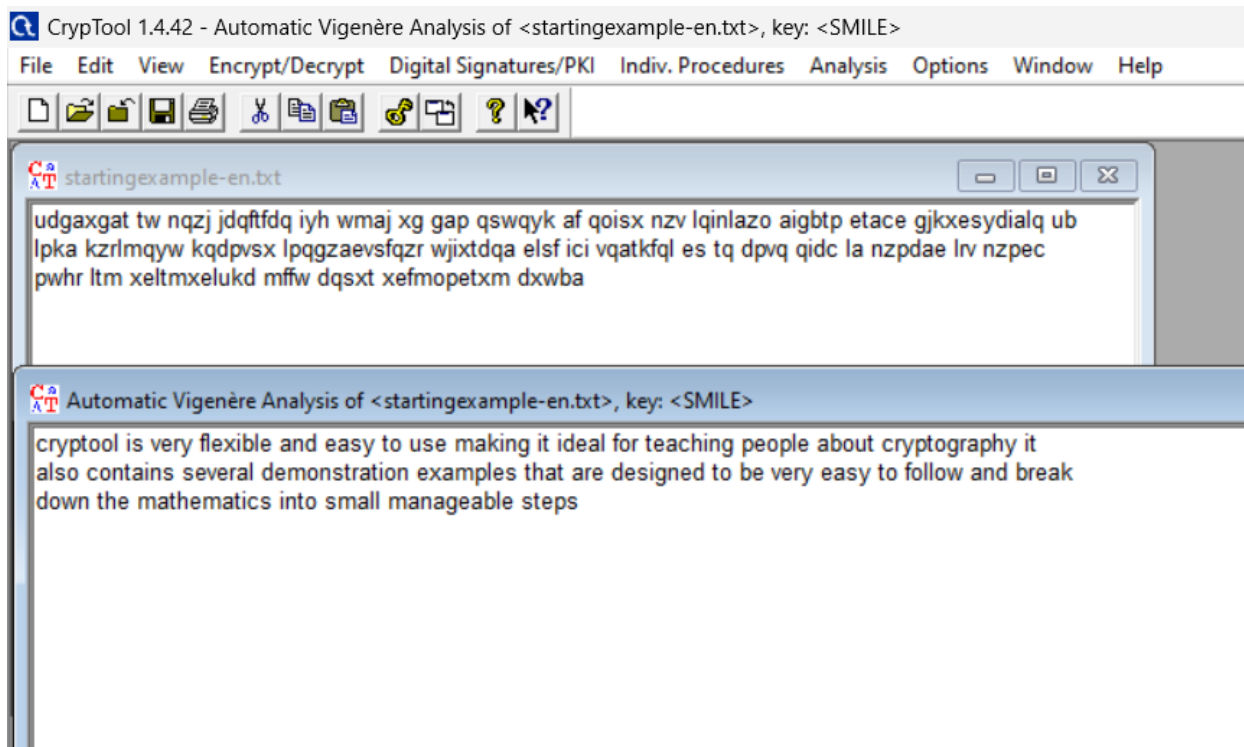 CrypTool 1.4.42 - Automatic Vigenère Analysis of <startingexample-en.txt>, key: <SMILE>
File Edit View Encrypt/Decrypt Digital Signatures/PKI Indiv. Procedures Analysis Options Window Help
startingexample-en.txt
udgaxgat tw nqzj jdqftfdq iyh wmaj xg gap qswqyk af qoisx nzv lqinlazo aigbtp etace gjkxesydialq ub
lpka kzrlmqyw kqdpvsx lpqgzaevsfqzr wjixtdqa elsf ici vqatkfql es tq dpvq qidc la nzpdae lrv nzpec
pwhr ltm xeltmxelukd mffw dqsxt xefmopetxm dxwba
Automatic Vigenère Analysis of <startingexample-en.txt>, key: <SMILE>
cryptool is very flexible and easy to use making it ideal for teaching people about cryptography it
also contains several demonstration examples that are designed to be very easy to follow and break
down the mathematics into small manageable steps